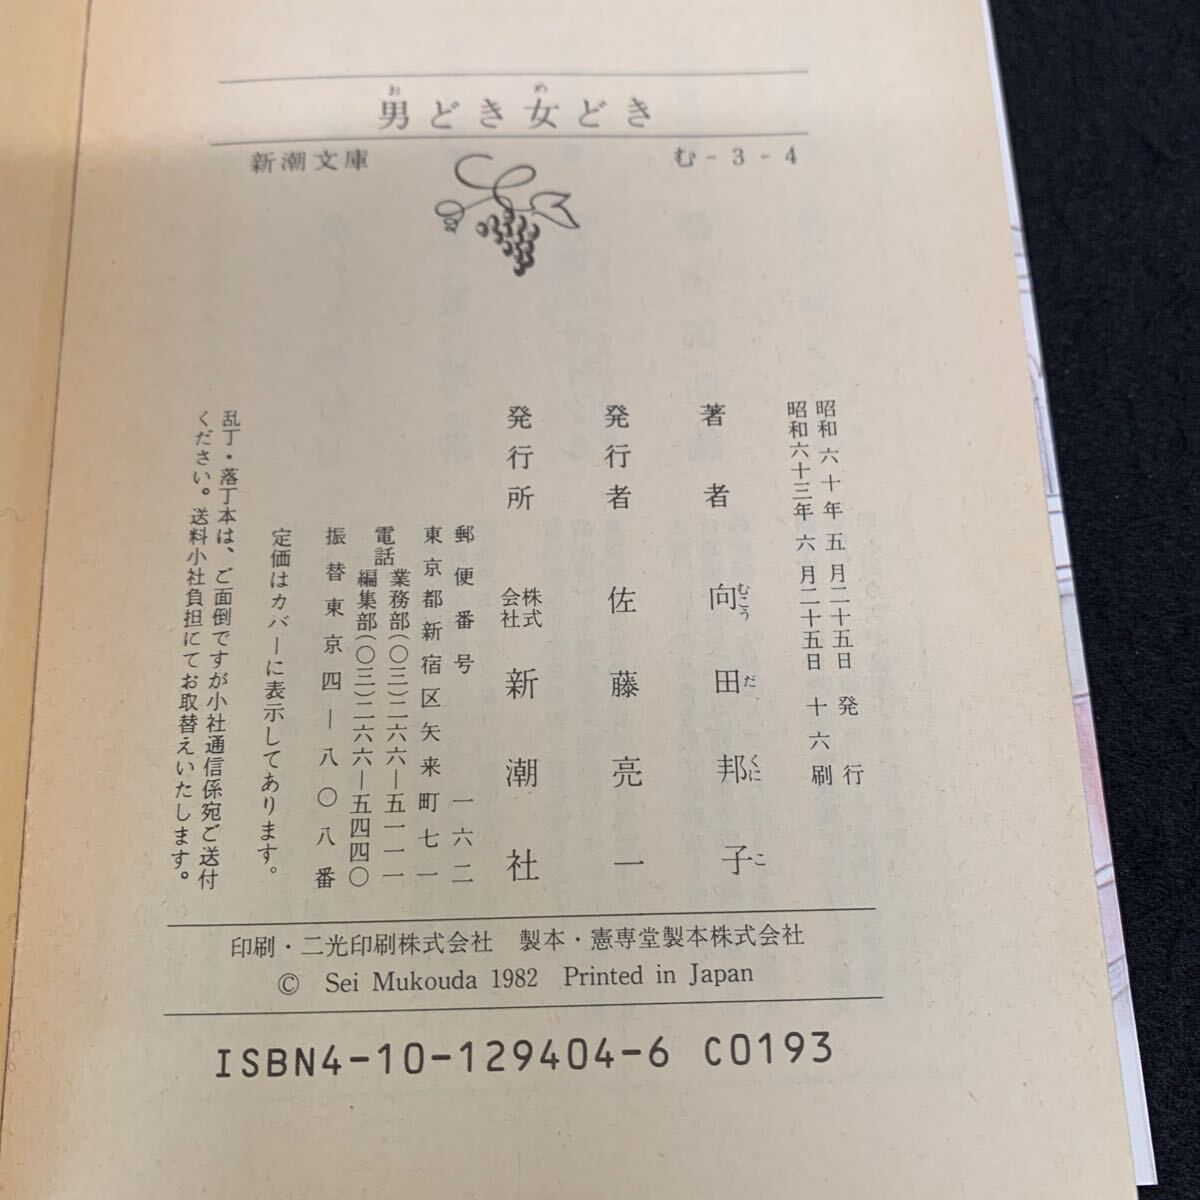 男どき女どき
お
め
新潮文庫
む-3-4
昭和六十年五月二十五日 発行
昭和六十三年六月二十五日 十六刷
著者 向田邦子
むこうだくにこ
発行者 佐藤亮一
発行所 株式会社 新潮社
郵便番号 一六二
東京都新宿区矢来町七一
電話 業務部(〇三)二六六―五一一一
編集部(〇三)二六六―五四四〇
振替東京四―八〇八番
定価はカバーに表示してあります。
乱丁・落丁本は、ご面倒ですが小社通信係宛ご送付
ください。送料小社負担にてお取替えいたします。
印刷・二光印刷株式会社 製本・憲専堂製本株式会社
© Sei Mukouda 1982 Printed in Japan
ISBN4-10-129404-6 C0193